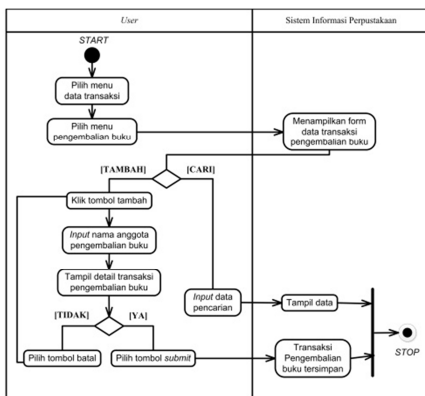 User
Sistem Informasi Perpustakaan
START
Pilih menu
data transaksi
Pilih menu
pengembalian buku
Menampilkan form
data transaksi
pengembalian buku
[TAMBAH]
[CARI]
Klik tombol tambah
Input nama anggota
pengembalian buku
Tampil detail transaksi
pengembalian buku
Input data
pencarian
Tampil data
[TIDAK]
[YA]
Pilih tombol batal
Pilih tombol submit
Transaksi
Pengembalian
buku tersimpan
STOP